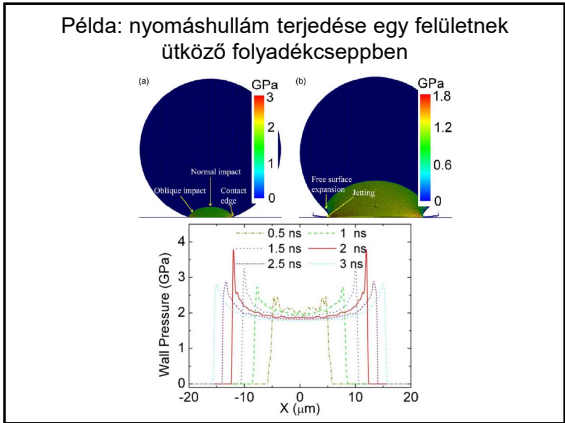 Példa: nyomáshullám terjedése egy felületnek
ütköző folyadékcseppben
(a)
GPa
3
2
1
0
Normal impact
Oblique impact
Contact
edge
(b)
GPa
1.8
1.2
0.6
0
Free surface
expansion
Jetting
0.5 ns
1 ns
1.5 ns
2 ns
2.5 ns
3 ns
Wall Pressure (GPa)
4
3
2
1
0
-20
-10
0
10
20
X (μm)